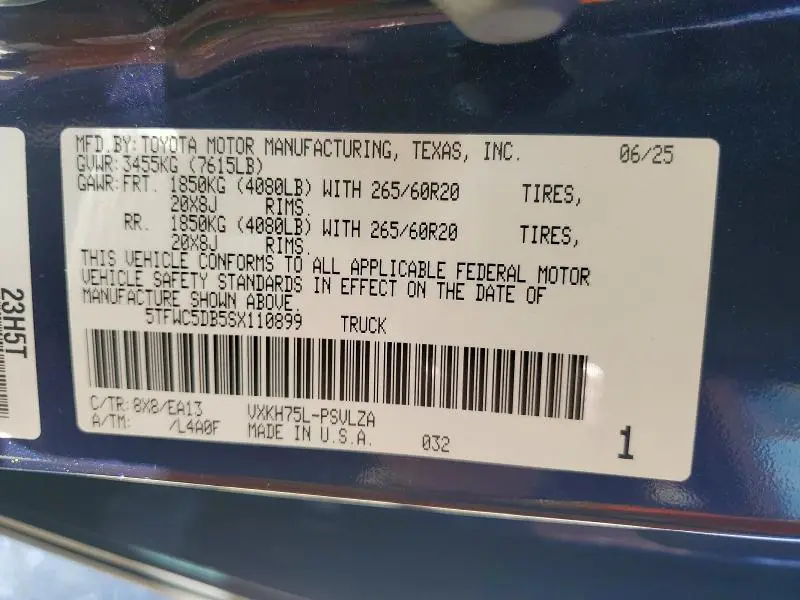 MFD.BY: TOYOTA MOTOR MANUFACTURING, TEXAS, INC. 06/25
GVWR: 3455KG (7615LB)
GAWR: FRT. 1850KG (4080LB) WITH 265/60R20 TIRES,
20X8J RIMS.
RR. 1850KG (4080LB) WITH 265/60R20 TIRES,
20X8J RIMS.
THIS VEHICLE CONFORMS TO ALL APPLICABLE FEDERAL MOTOR
VEHICLE SAFETY STANDARDS IN EFFECT ON THE DATE OF
MANUFACTURE SHOWN ABOVE.
5TFWC5DB5SX110899 TRUCK
C/TR: 8X8/EA13 VXKH75L-PSVLZA
A/TM: /L4A0F MADE IN U.S.A. 032
1
23H5T